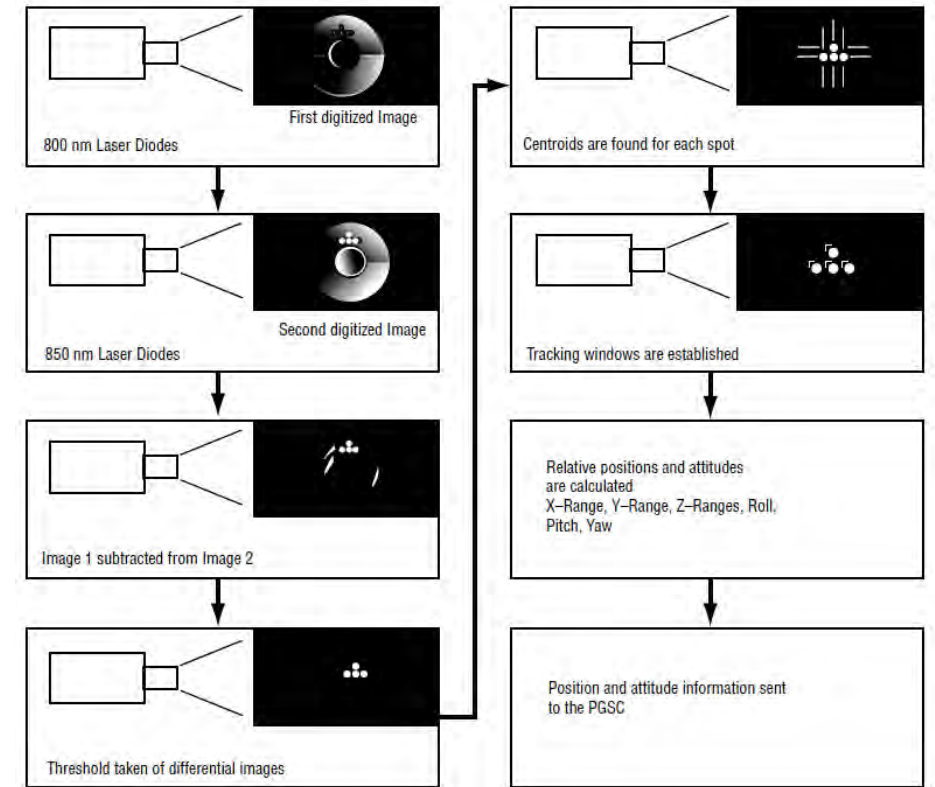 First digitized Image
800 nm Laser Diodes
Second digitized Image
850 nm Laser Diodes
Image 1 subtracted from Image 2
Threshold taken of differential images
Centroids are found for each spot
Tracking windows are established
Relative positions and attitudes
are calculated
X–Range, Y–Range, Z–Ranges, Roll,
Pitch, Yaw
Position and attitude information sent
to the PGSC